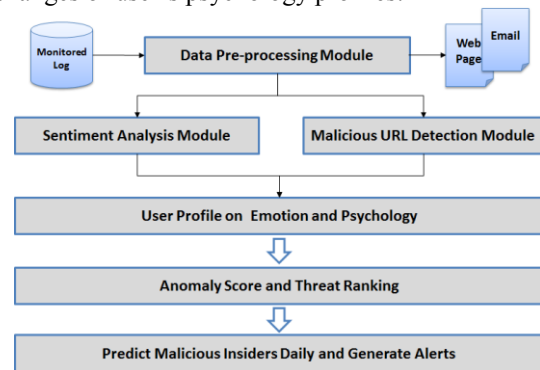 Monitored
Log
Data Pre-processing Module
Web
Page
Email
Sentiment Analysis Module
Malicious URL Detection Module
User Profile on Emotion and Psychology
Anomaly Score and Threat Ranking
Predict Malicious Insiders Daily and Generate Alerts